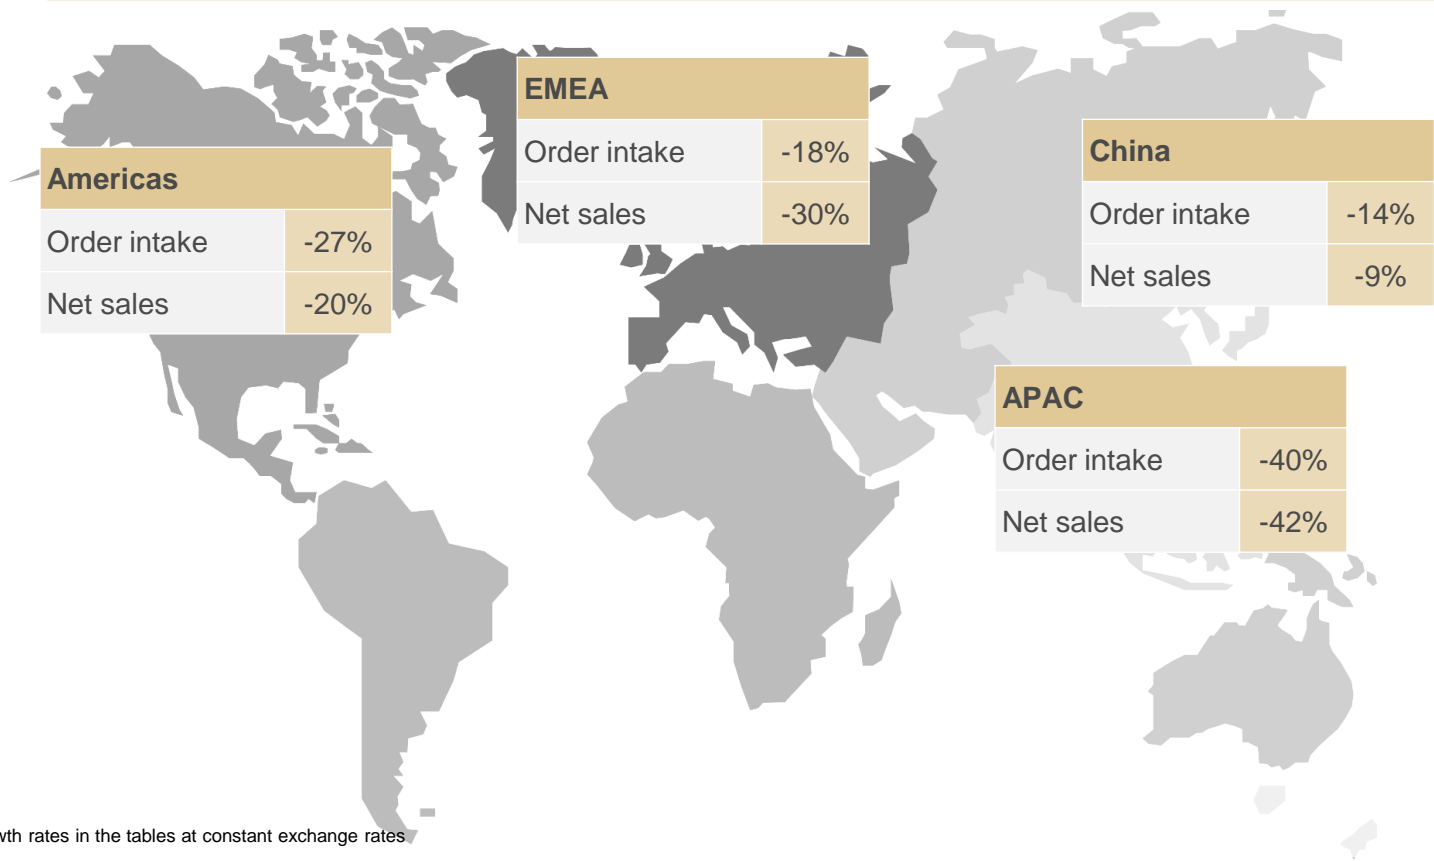 EMEA
Order intake -18%
Net sales -30%
Americas
Order intake -27%
Net sales -20%
China
Order intake -14%
Net sales -9%
APAC
Order intake -40%
Net sales -42%
rates in the tables at constant exchange rates